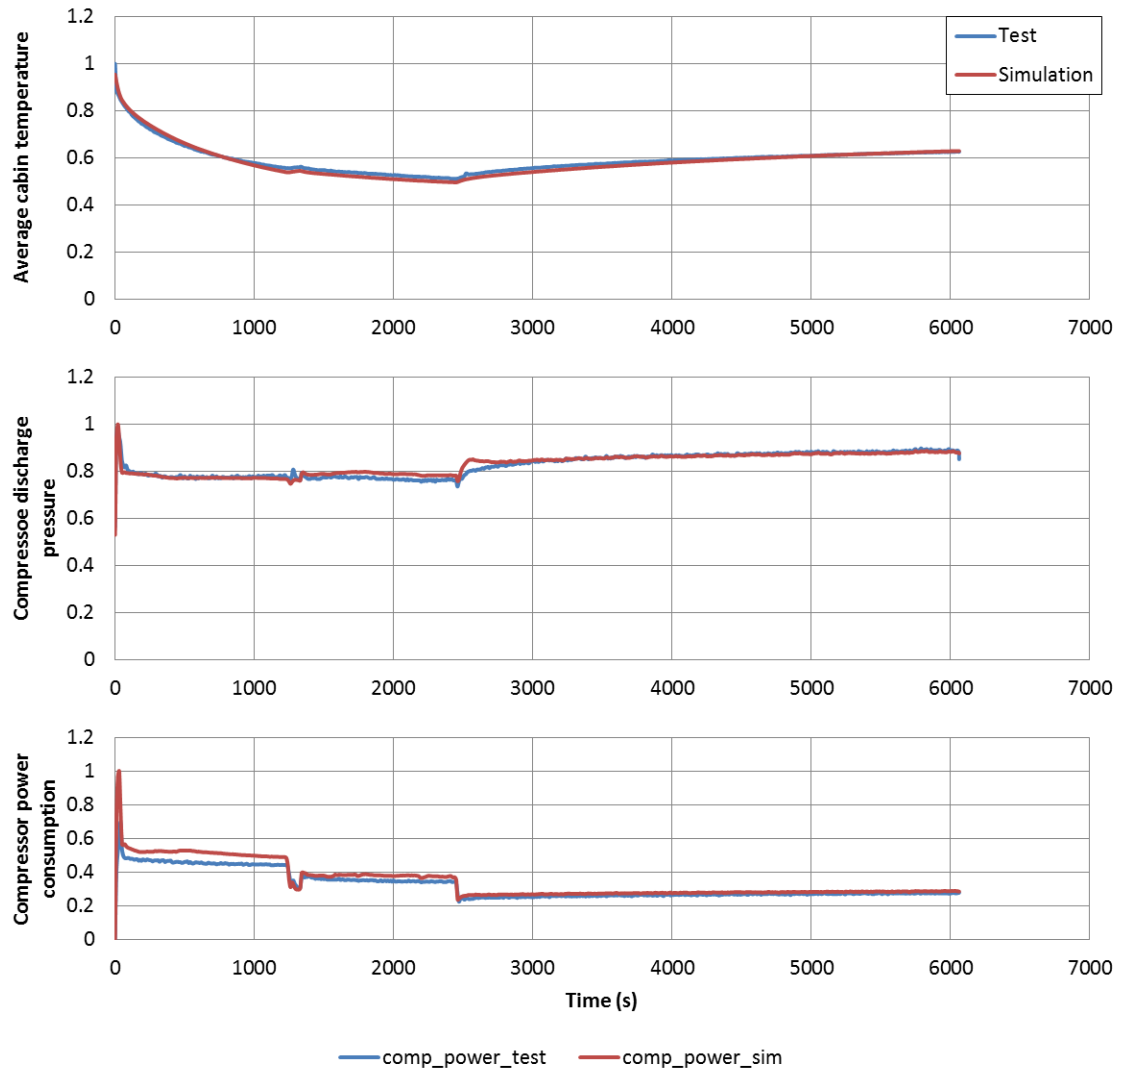 Average cabin temperature
1.2
1
0.8
0.6
0.4
0.2
0
0 1000 2000 3000 4000 5000 6000 7000
Test
Simulation
Compressoe discharge
pressure
1.2
1
0.8
0.6
0.4
0.2
0
0 1000 2000 3000 4000 5000 6000 7000
Compressor power
consumption
1.2
1
0.8
0.6
0.4
0.2
0
0 1000 2000 3000 4000 5000 6000 7000
Time (s)
comp_power_test comp_power_sim